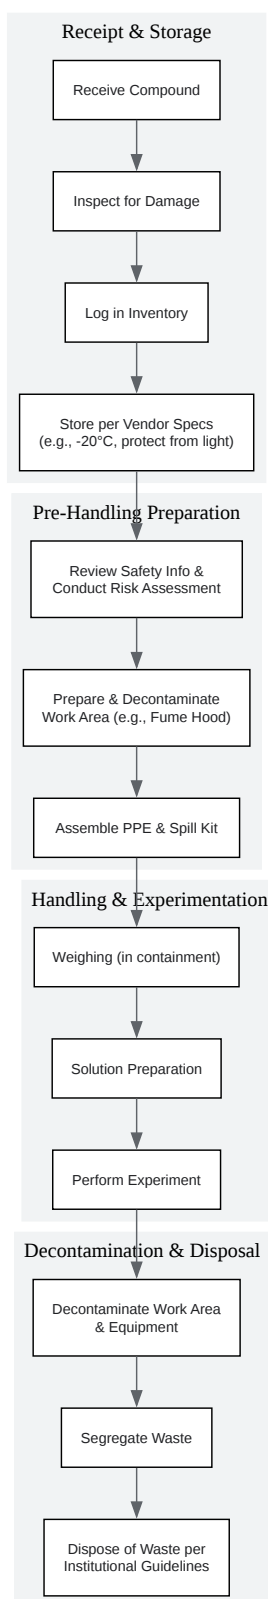 Receipt & Storage
Receive Compound
Inspect for Damage
Log in Inventory
Store per Vendor Specs
(e.g., -20°C, protect from light)
Pre-Handling Preparation
Review Safety Info &
Conduct Risk Assessment
Prepare & Decontaminate
Work Area (e.g., Fume Hood)
Assemble PPE & Spill Kit
Handling & Experimentation
Weighing (in containment)
Solution Preparation
Perform Experiment
Decontamination & Disposal
Decontaminate Work Area
& Equipment
Segregate Waste
Dispose of Waste per
Institutional Guidelines